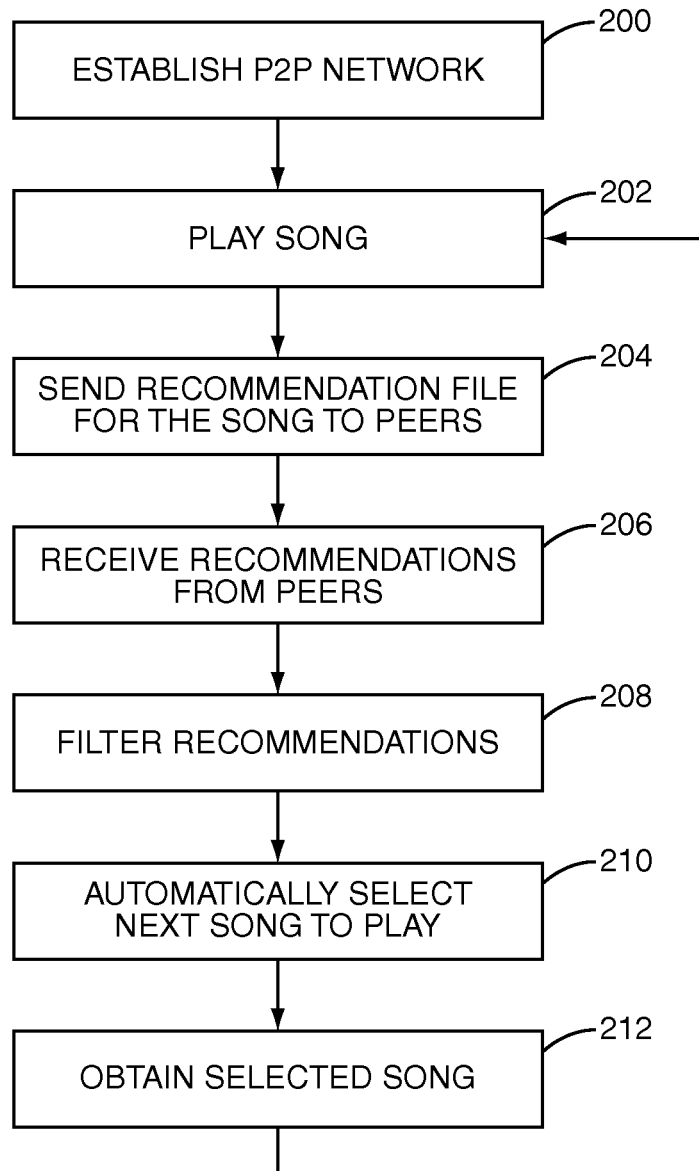 200
ESTABLISH P2P NETWORK
202
PLAY SONG
204
SEND RECOMMENDATION FILE
FOR THE SONG TO PEERS
206
RECEIVE RECOMMENDATIONS
FROM PEERS
208
FILTER RECOMMENDATIONS
210
AUTOMATICALLY SELECT
NEXT SONG TO PLAY
212
OBTAIN SELECTED SONG